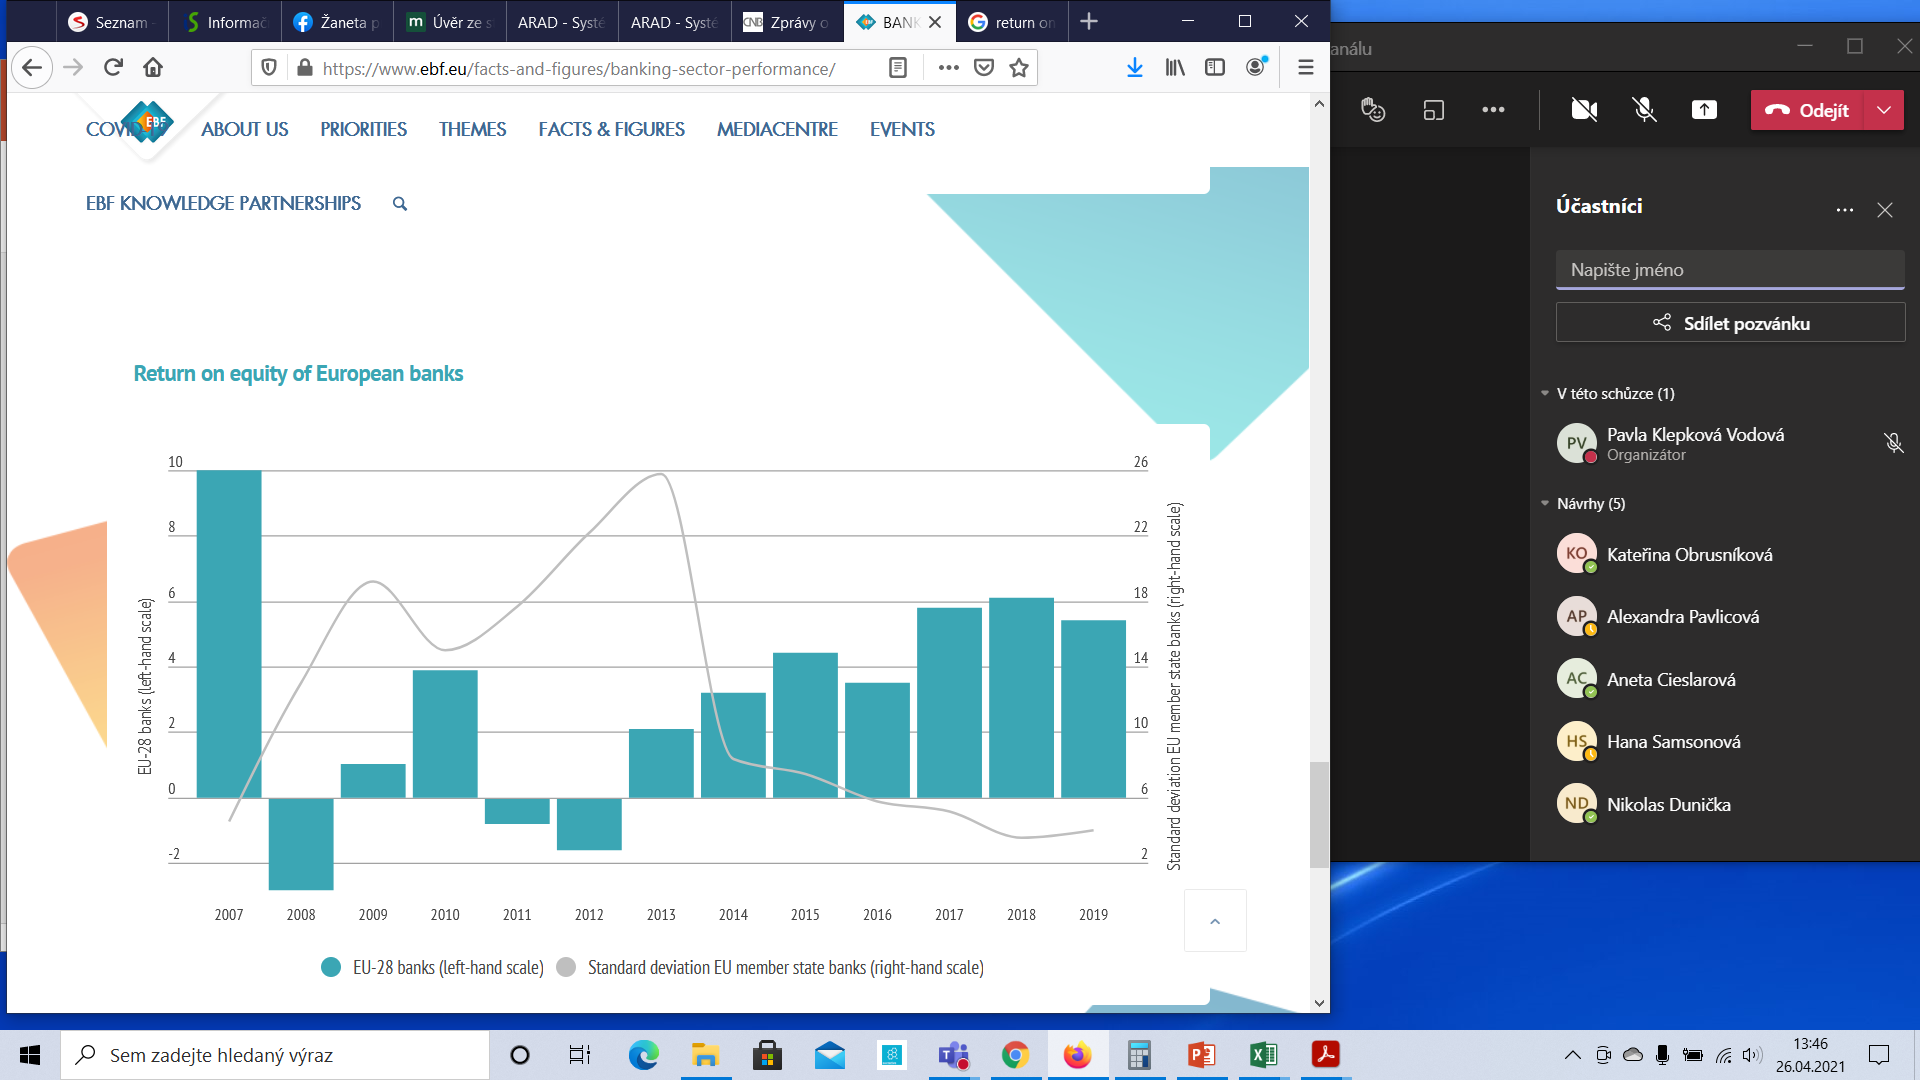 Seznam
Informač
Žaneta p
Úvěr ze s
ARAD - Systé
ARAD - Systé
Zprávy o
BANK
return on
https://www.ebf.eu/facts-and-figures/banking-sector-performance/
EBF
ABOUT US
PRIORITIES
THEMES
FACTS & FIGURES
MEDIACENTRE
EVENTS
EBF KNOWLEDGE PARTNERSHIPS
Return on equity of European banks
EU-28 banks (left-hand scale)
10
8
6
4
2
0
-2
26
22
18
14
10
6
2
Standard deviation EU member state banks (right-hand scale)
2007 2008 2009 2010 2011 2012 2013 2014 2015 2016 2017 2018 2019
EU-28 banks (left-hand scale) Standard deviation EU member state banks (right-hand scale)
análu
Odejít
Účastníci
Napište jméno
Sdílet pozvánku
V této schůzce (1)
PV Pavla Klepková Vodová
Organizátor
Návrhy (5)
KO Kateřina Obrusníková
AP Alexandra Pavlicová
AC Aneta Cieslarová
HS Hana Samsonová
ND Nikolas Dunička
Sem zadejte hledaný výraz
13:46
26.04.2021